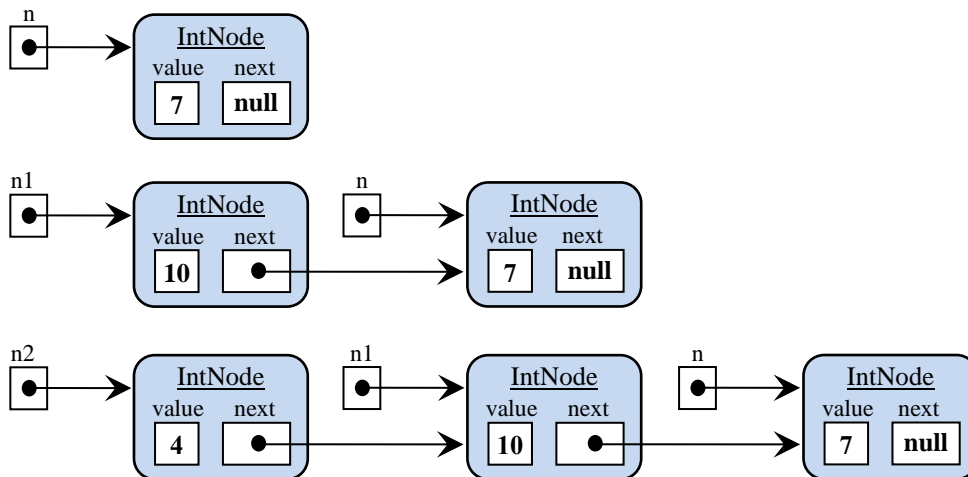 n
IntNode
value next
7 null
n1 n
IntNode IntNode
value next value next
10 7 null
n2 n1 n
IntNode IntNode IntNode
value next value next value next
4 10 7 null